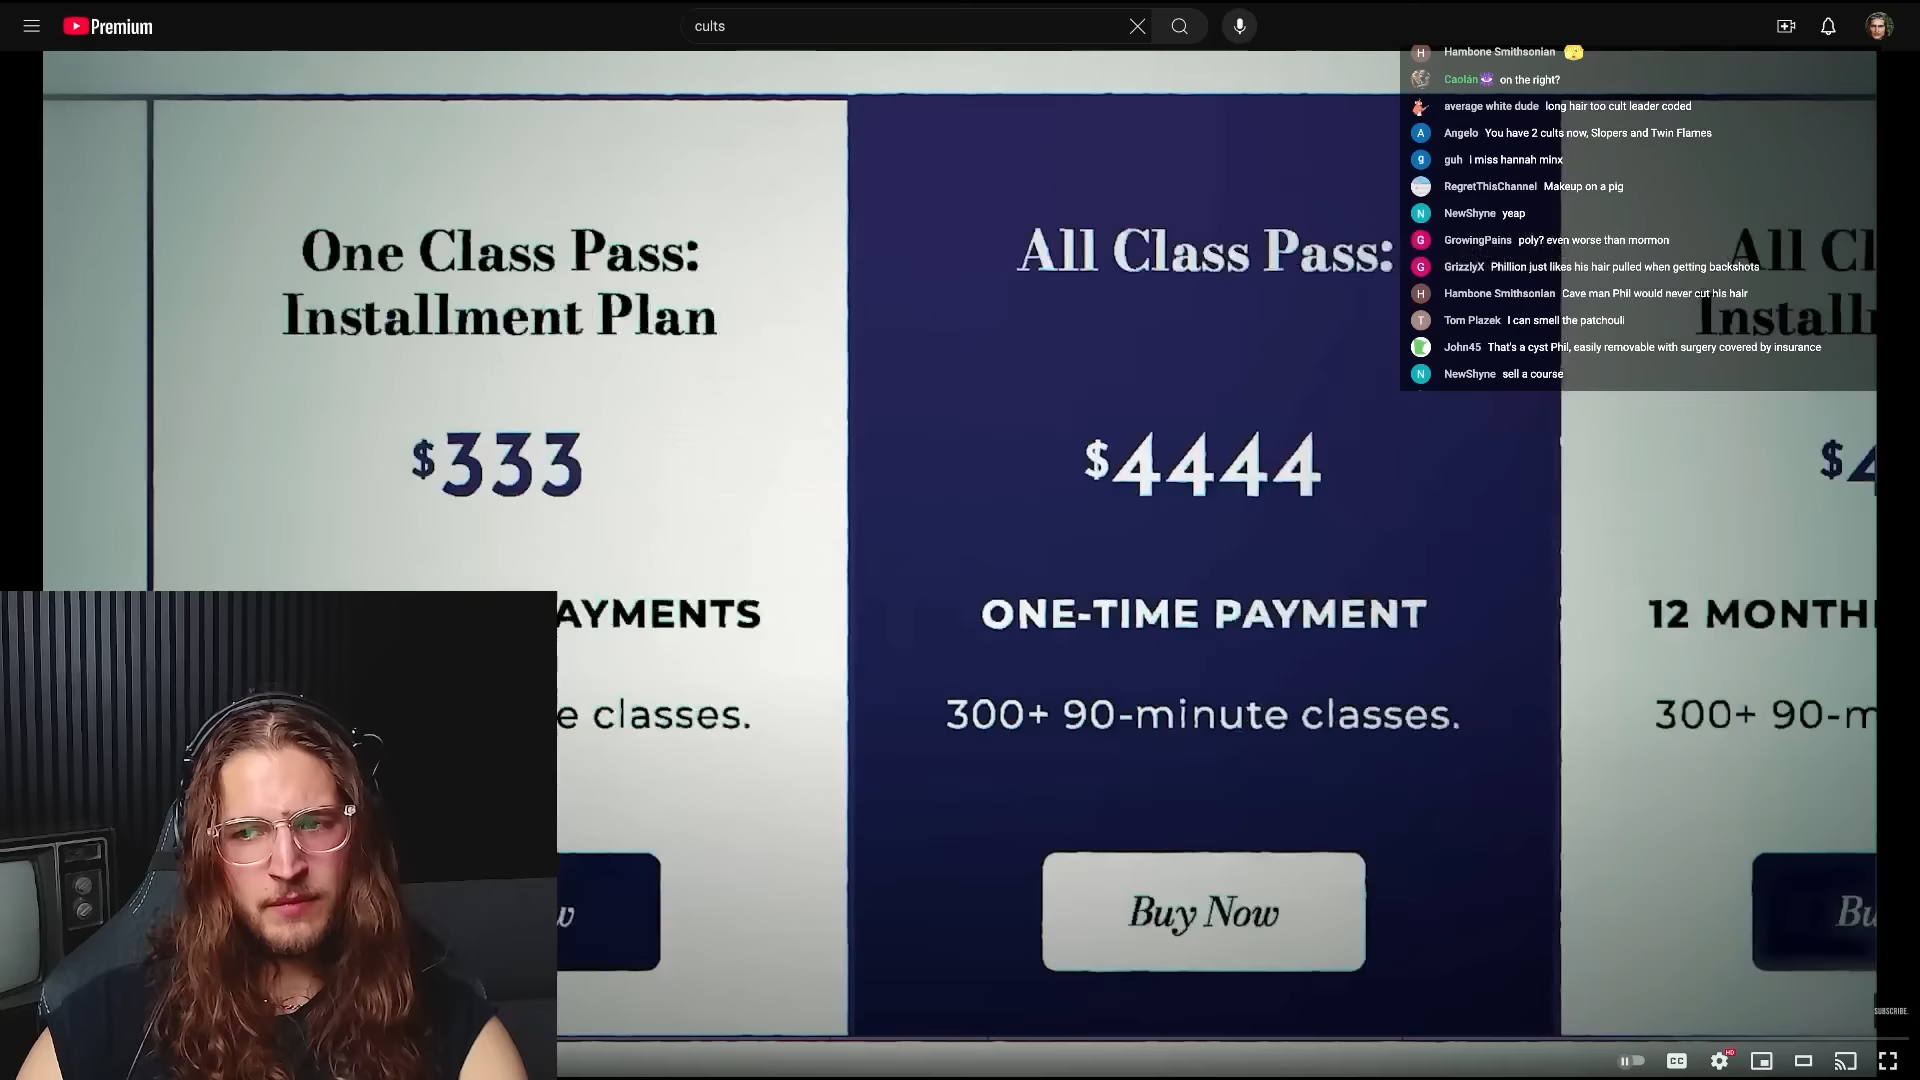 Premium
cults
Hambone Smithsonian
Caolán on the right?
average white dude long hair too cult leader coded
Angelo You have 2 cults now, Slopers and Twin Flames
guh i miss hannah minx
RegretThisChannel Makeup on a pig
NewShyne yeap
GrowingPains poly? even worse than mormon
GrizzlyX Phillion just likes his hair pulled when getting backshots
Hambone Smithsonian Cave man Phil would never cut his hair
Tom Plazek I can smell the patchouli
John45 That's a cyst Phil, easily removable with surgery covered by insurance
NewShyne sell a course
One Class Pass:
Installment Plan
$333
AYMENTS
e classes.
w
All Class Pass:
$4444
ONE-TIME PAYMENT
300+ 90-minute classes.
Buy Now
All Cl
Install
$4
12 MONTH
300+ 90-m
Bu
SUBSCRIBE.
CC
HD